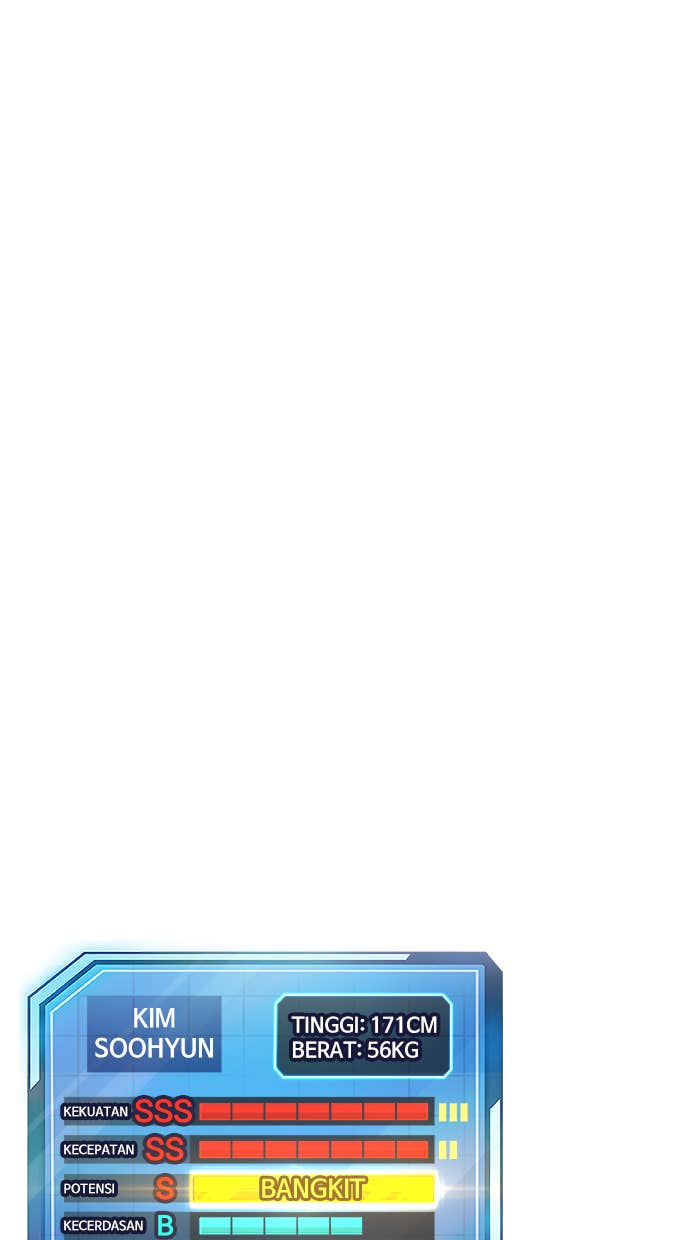 KIM
SOOHYUN
TINGGI: 171CM
BERAT: 56KG
KEKUATAN SSS
KECEPATAN SS
POTENSI S BANGKIT
KECERDASAN B